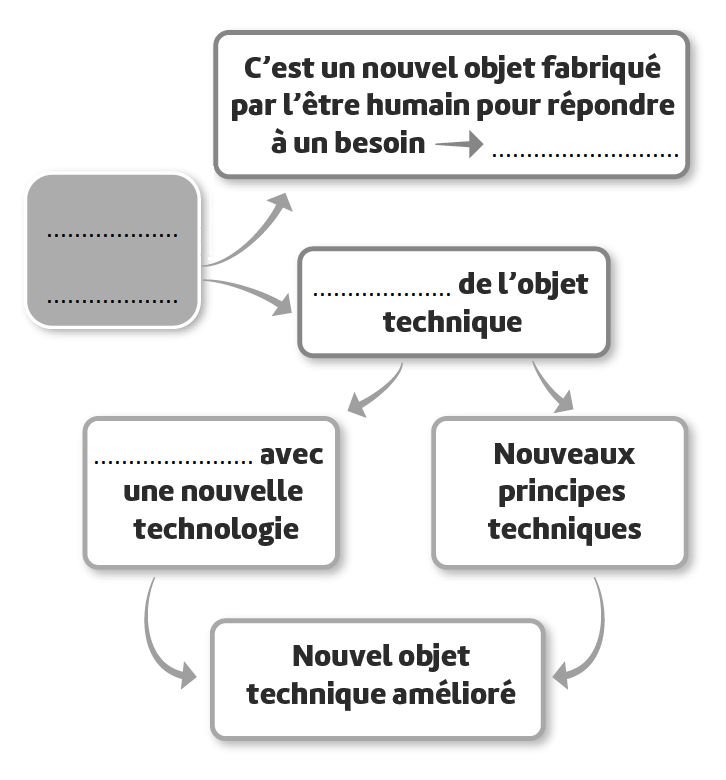 C'est un nouvel objet fabriqué
par l'être humain pour répondre
à un besoin → ...........................
...................
...................
.................... de l'objet
technique
....................... avec
une nouvelle
technologie
Nouveaux
principes
techniques
Nouvel objet
technique amélioré